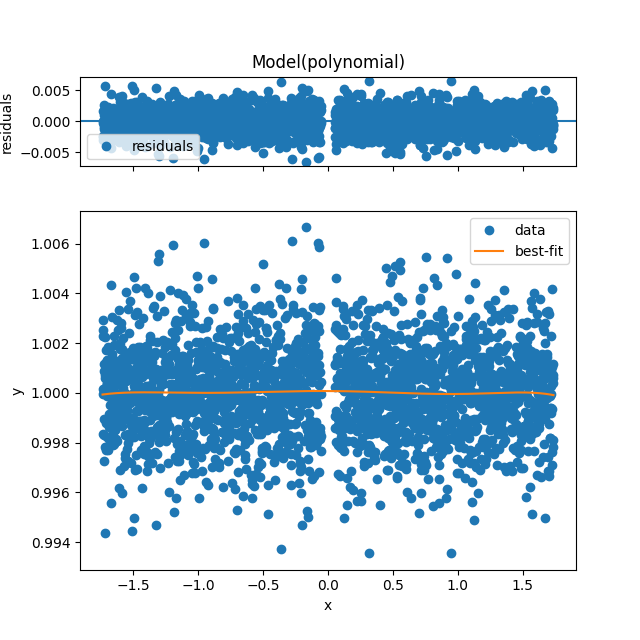 Model(polynomial)
0.005
0.000
−0.005
residuals
residuals
1.006
1.004
1.002
1.000
0.998
0.996
0.994
y
data
best-fit
−1.5 −1.0 −0.5 0.0 0.5 1.0 1.5
x